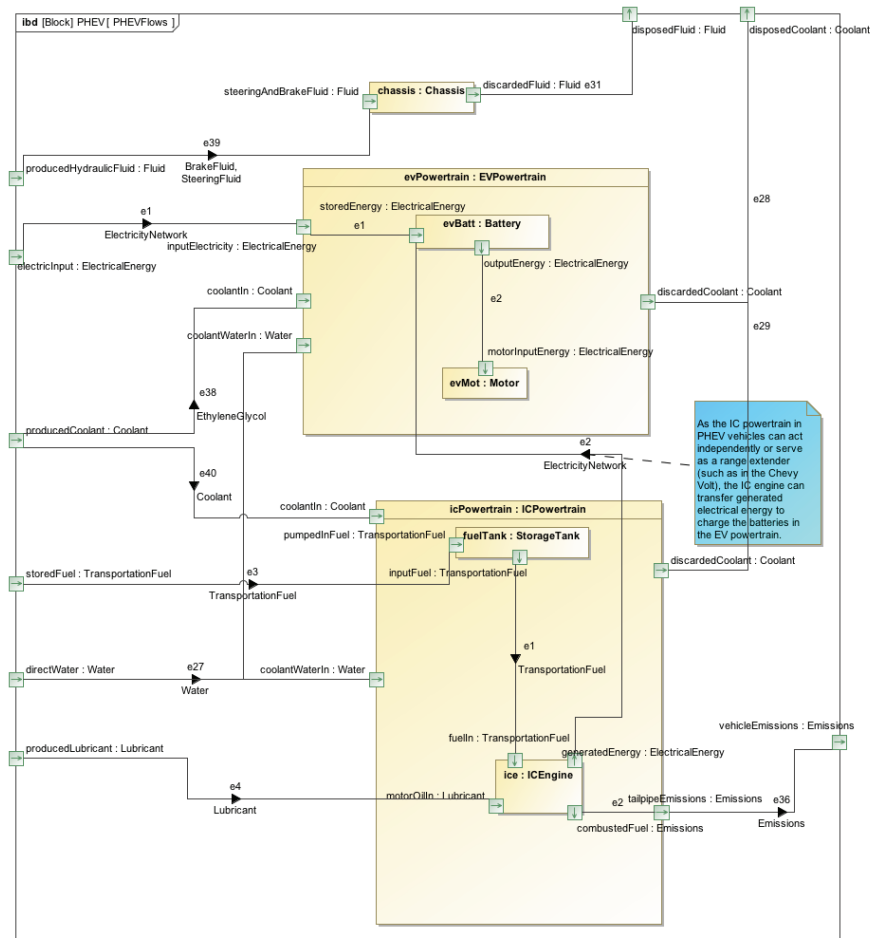 ibd [Block] PHEV[ PHEVFlows ]
disposedFluid : Fluid
disposedCoolant : Coolant
steeringAndBrakeFluid : Fluid
chassis : Chassis
discardedFluid : Fluid e31
e39
producedHydraulicFluid : Fluid
BrakeFluid,
SteeringFluid
evPowertrain : EVPowertrain
e28
storedEnergy : ElectricalEnergy
e1
e1
evBatt : Battery
ElectricityNetwork
inputElectricity : ElectricalEnergy
electricInput : ElectricalEnergy
outputEnergy : ElectricalEnergy
coolantIn : Coolant
discardedCoolant : Coolant
e2
e29
coolantWaterIn : Water
motorInputEnergy : ElectricalEnergy
evMot : Motor
e38
EthyleneGlycol
producedCoolant : Coolant
As the IC powertrain in
PHEV vehicles can act
independently or serve
as a range extender
(such as in the Chevy
Volt), the IC engine can
transfer generated
electrical energy to
charge the batteries in
the EV powertrain.
e2
ElectricityNetwork
e40
Coolant
coolantIn : Coolant
icPowertrain : ICPowertrain
pumpedInFuel : TransportationFuel
fuelTank : StorageTank
discardedCoolant : Coolant
storedFuel : TransportationFuel
e3
inputFuel : TransportationFuel
TransportationFuel
e1
TransportationFuel
directWater : Water
e27
Water
coolantWaterIn : Water
vehicleEmissions : Emissions
fuelIn : TransportationFuel
generatedEnergy : ElectricalEnergy
producedLubricant : Lubricant
ice : ICEngine
e4
Lubricant
motorOilIn : Lubricant
e2
tailpipeEmissions : Emissions
e36
Emissions
combustedFuel : Emissions